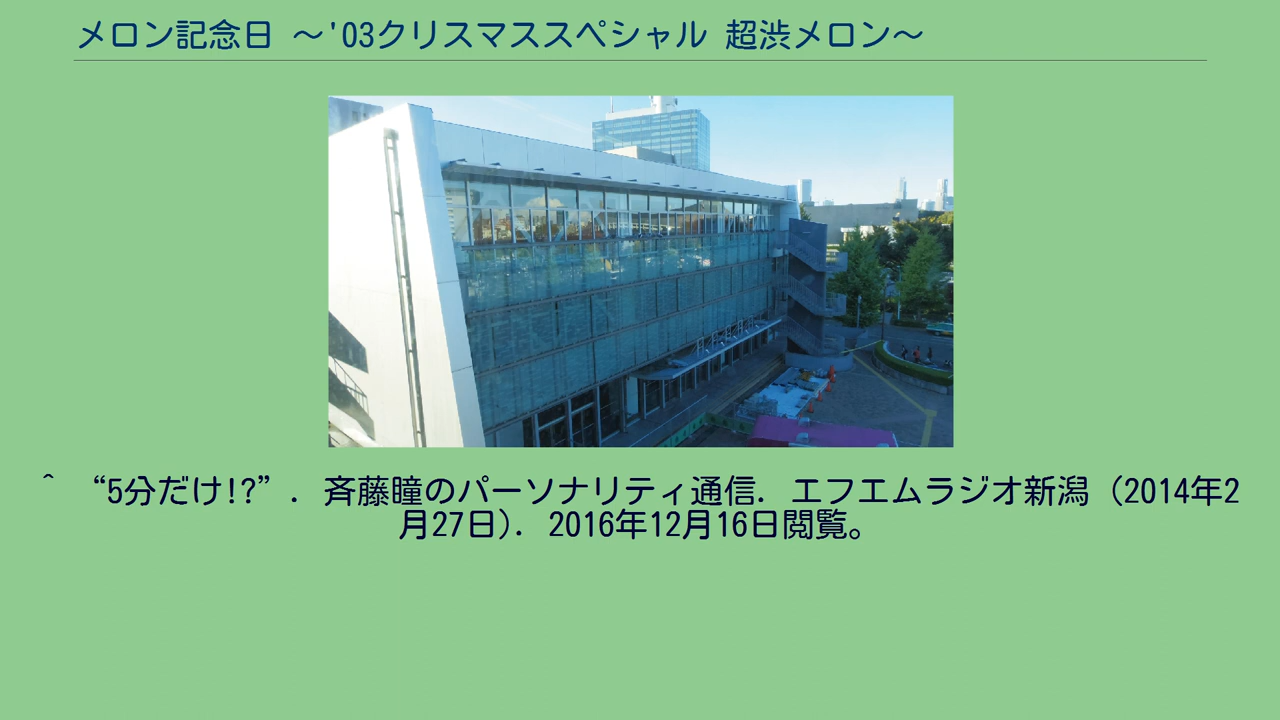 メロン記念日 ～'03クリスマススペシャル 超渋メロン～
^ “5分だけ!?”. 斉藤瞳のパーソナリティ通信. エフエムラジオ新潟 (2014年2
月27日). 2016年12月16日閲覧。